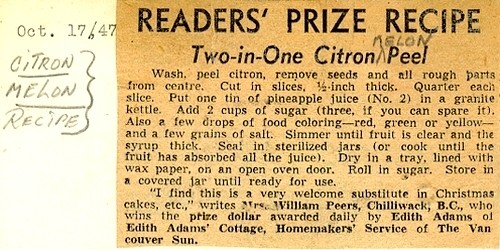 Oct. 17/47
CITRON
MELON
RECIPE
READERS' PRIZE RECIPE
MELON
Two-in-One Citron Peel
Wash, peel citron, remove seeds and all rough parts
from centre. Cut in slices, ½-inch thick. Quarter each
slice. Put one tin of pineapple juice (No. 2) in a granite
kettle. Add 2 cups of sugar (three, if you can spare it).
Also a few drops of food coloring—red, green or yellow—
and a few grains of salt. Simmer until fruit is clear and the
syrup thick. Seal in sterilized jars (or cook until the
fruit has absorbed all the juice). Dry in a tray, lined with
wax paper, on an open oven door. Roll in sugar. Store in
a covered jar until ready for use.
"I find this is a very welcome substitute in Christmas
cakes, etc.," writes Mrs. William Peers, Chilliwack, B.C., who
wins the prize dollar awarded daily by Edith Adams of
Edith Adams' Cottage, Homemakers' Service of The Van
couver Sun.